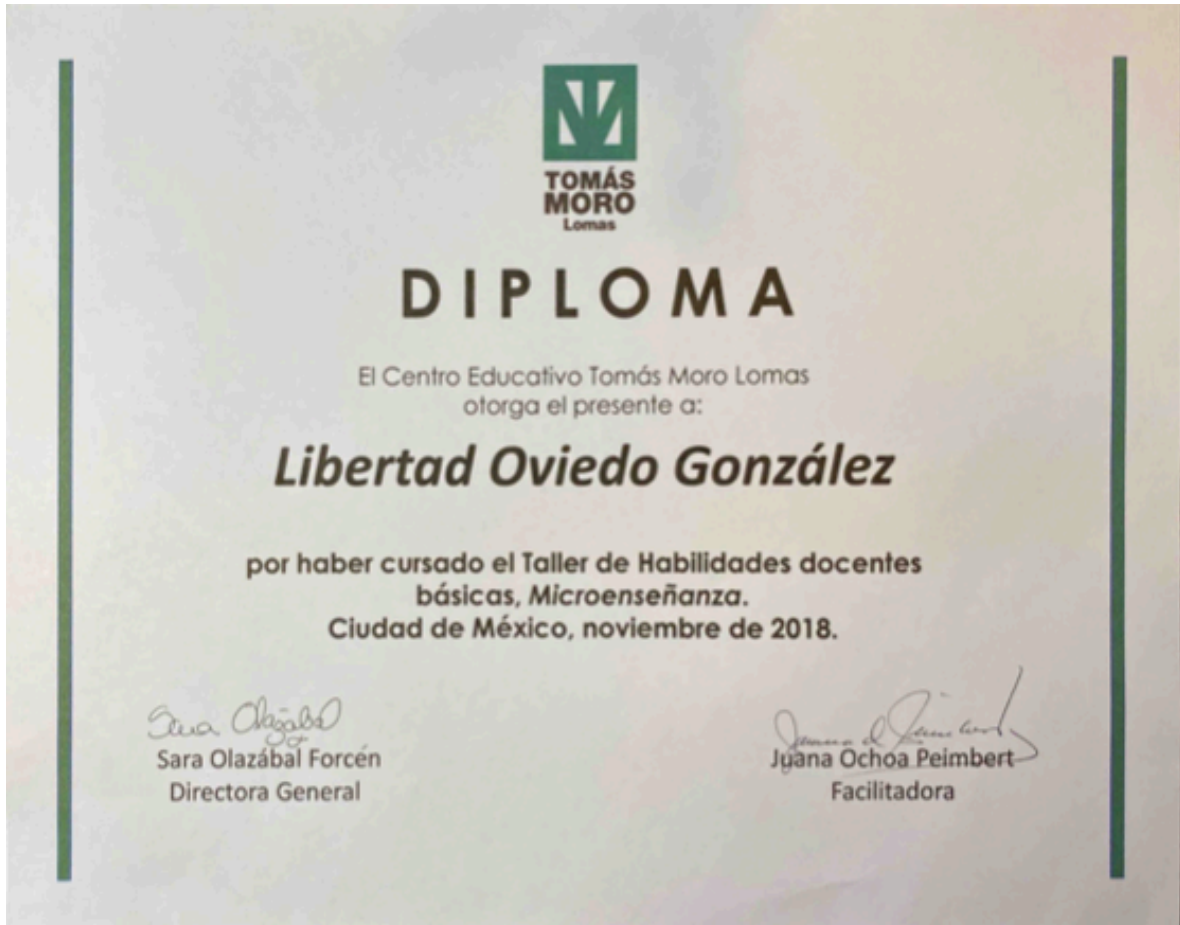 TOMÁS
MORO
Lomas
DIPLOMA
El Centro Educativo Tomás Moro Lomas
otorga el presente a:
Libertad Oviedo González
por haber cursado el Taller de Habilidades docentes
básicas, Microenseñanza.
Ciudad de México, noviembre de 2018.
Sara Olazábal
Sara Olazábal Forcén
Directora General
Juana Ochoa Peimbert
Facilitadora